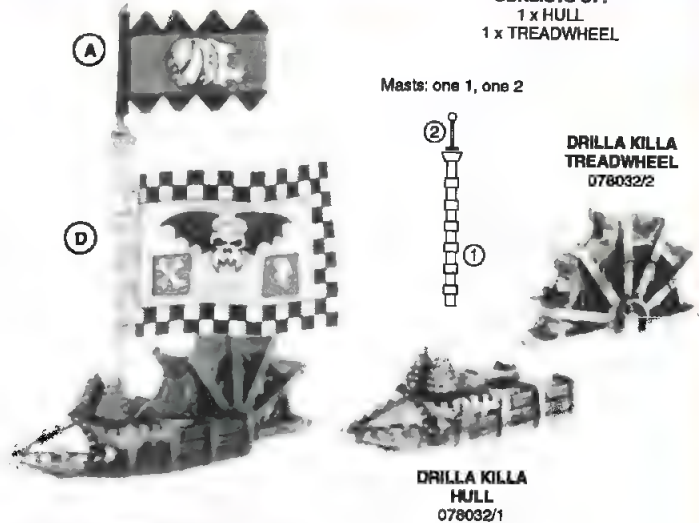 1 x HULL
1 x TREADWHEEL
A
Masts: one 1, one 2
2
DRILLA KILLA
TREADWHEEL
078032/2
D
1
DRILLA KILLA
HULL
078032/1